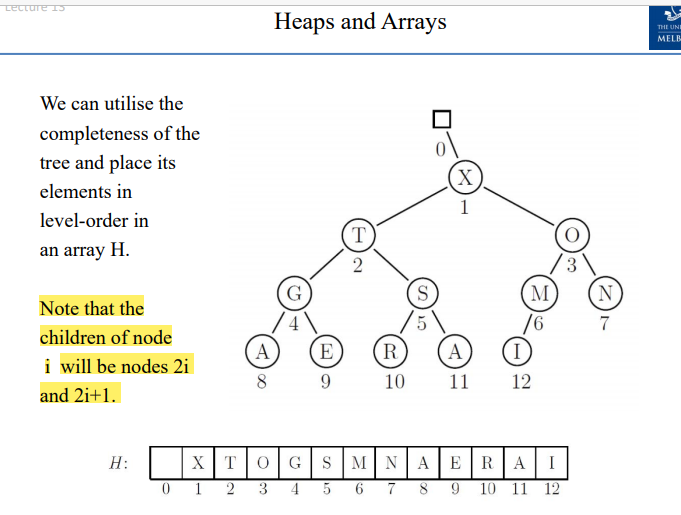 Lecture 13
Heaps and Arrays
THE UNI
MELB
We can utilise the
completeness of the
tree and place its
elements in
level-order in
an array H.
Note that the
children of node
i will be nodes 2i
and 2i+1.
0
X
1
T
O
2
3
G
S
M
N
4
5
6
7
A
E
R
A
I
8
9
10
11
12
H: X T O G S M N A E R A I
0 1 2 3 4 5 6 7 8 9 10 11 12